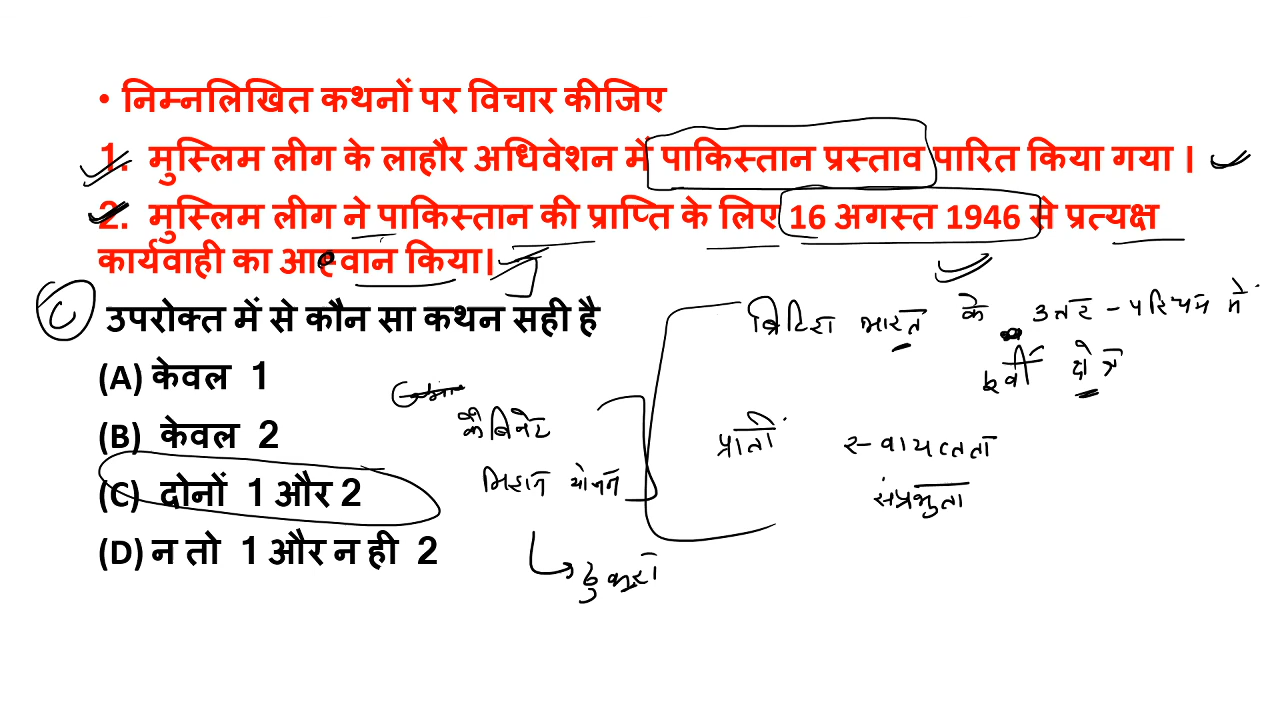 • निम्नलिखित कथनों पर विचार कीजिए
1. मुस्लिम लीग के लाहौर अधिवेशन में पाकिस्तान प्रस्ताव पारित किया गया ।
2. मुस्लिम लीग ने पाकिस्तान की प्राप्ति के लिए 16 अगस्त 1946 से प्रत्यक्ष
कार्यवाही का आह्वान किया।
C उपरोक्त में से कौन सा कथन सही है
ब्रिटिश भारत के उत्तर - पश्चिम में
पूर्वी क्षेत्र
(A) केवल 1
(B) केवल 2
कैबिनेट
प्रांतों स्वायत्तता
(C) दोनों 1 और 2
मिशन योजना
संप्रभुता
(D) न तो 1 और न ही 2
ठुकरा